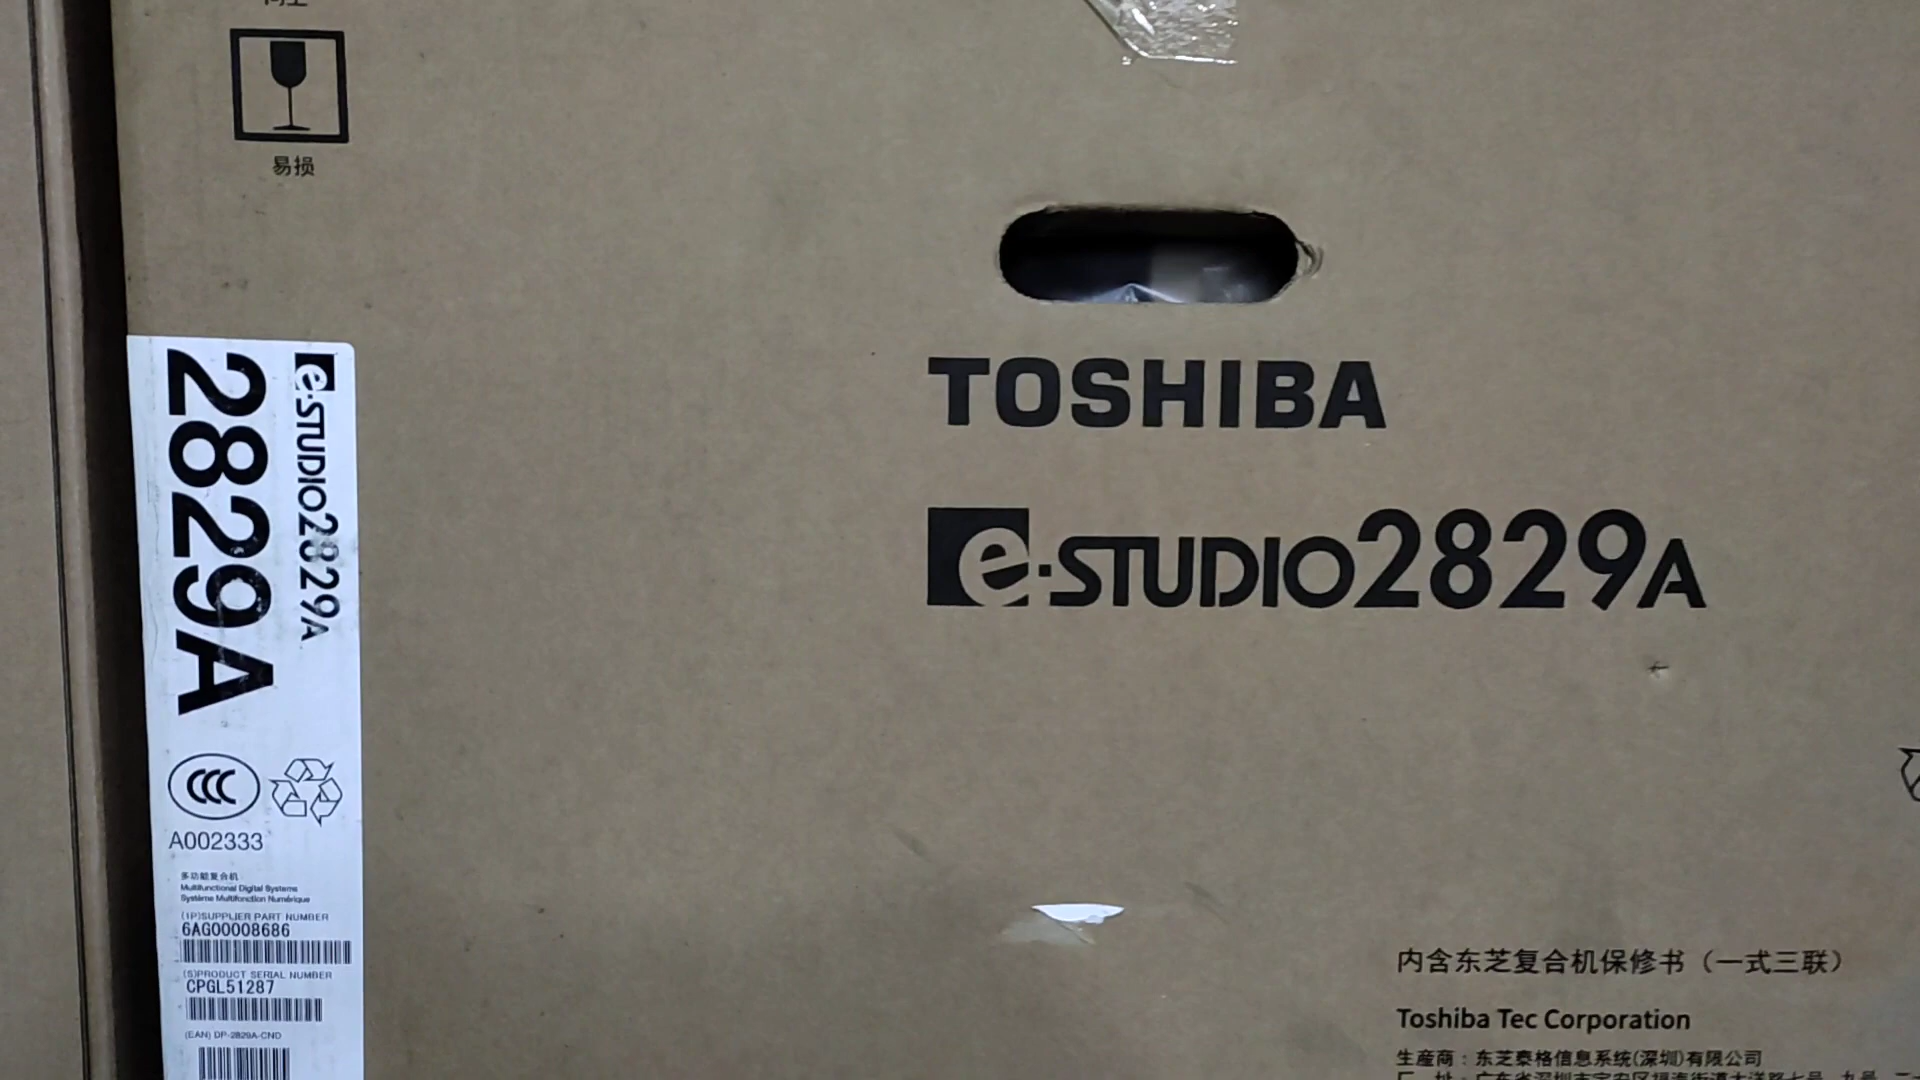 易损
TOSHIBA
e-STUDIO2829A
e-STUDIO2829A
2829A
A002333
多功能复合机
Multifunctional Digital Systems
Système Multifonction Numérique
(1P)SUPPLIER PART NUMBER
6AG00008686
(S)PRODUCT SERIAL NUMBER
CPGL51287
(EAN) DP-2829A-CND
内含东芝复合机保修书（一式三联）
Toshiba Tec Corporation
生産商：东芝泰格信息系统(深圳)有限公司